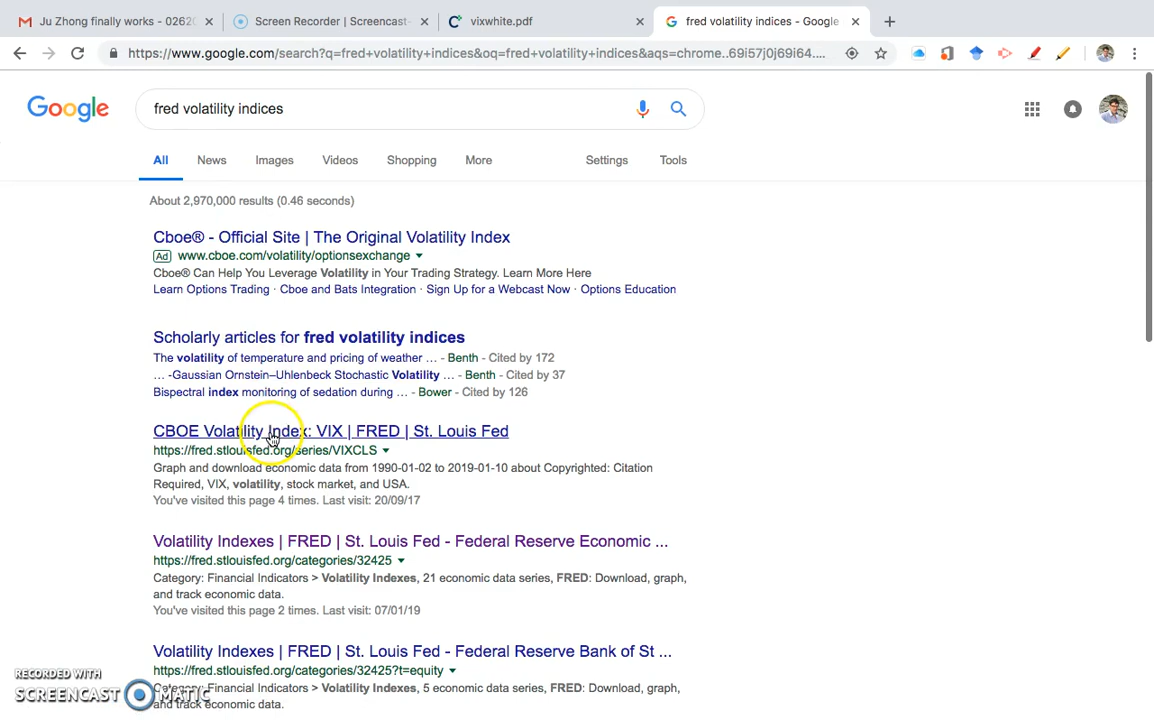 Ju Zhong finally works - 0262
Screen Recorder | Screencast-
vixwhite.pdf
fred volatility indices - Google
https://www.google.com/search?q=fred+volatility+indices&oq=fred+volatility+indices&aqs=chrome..69i57j0j69i64....
Google
fred volatility indices
All
News
Images
Videos
Shopping
More
Settings
Tools
About 2,970,000 results (0.46 seconds)
Cboe® - Official Site | The Original Volatility Index
Ad www.cboe.com/volatility/optionsexchange
Cboe® Can Help You Leverage Volatility in Your Trading Strategy. Learn More Here
Learn Options Trading · Cboe and Bats Integration · Sign Up for a Webcast Now · Options Education
Scholarly articles for fred volatility indices
The volatility of temperature and pricing of weather ... - Benth - Cited by 172
... -Gaussian Ornstein–Uhlenbeck Stochastic Volatility ... - Benth - Cited by 37
Bispectral index monitoring of sedation during ... - Bower - Cited by 126
CBOE Volatility Index: VIX | FRED | St. Louis Fed
https://fred.stlouisfed.org/series/VIXCLS
Graph and download economic data from 1990-01-02 to 2019-01-10 about Copyrighted: Citation
Required, VIX, volatility, stock market, and USA.
You've visited this page 4 times. Last visit: 20/09/17
Volatility Indexes | FRED | St. Louis Fed - Federal Reserve Economic ...
https://fred.stlouisfed.org/categories/32425
Category: Financial Indicators > Volatility Indexes, 21 economic data series, FRED: Download, graph,
and track economic data.
You've visited this page 2 times. Last visit: 07/01/19
Volatility Indexes | FRED | St. Louis Fed - Federal Reserve Bank of St ...
https://fred.stlouisfed.org/categories/32425?t=equity
Category: Financial Indicators > Volatility Indexes, 5 economic data series, FRED: Download, graph,
and track economic data.
RECORDED WITH
SCREENCAST MATIC